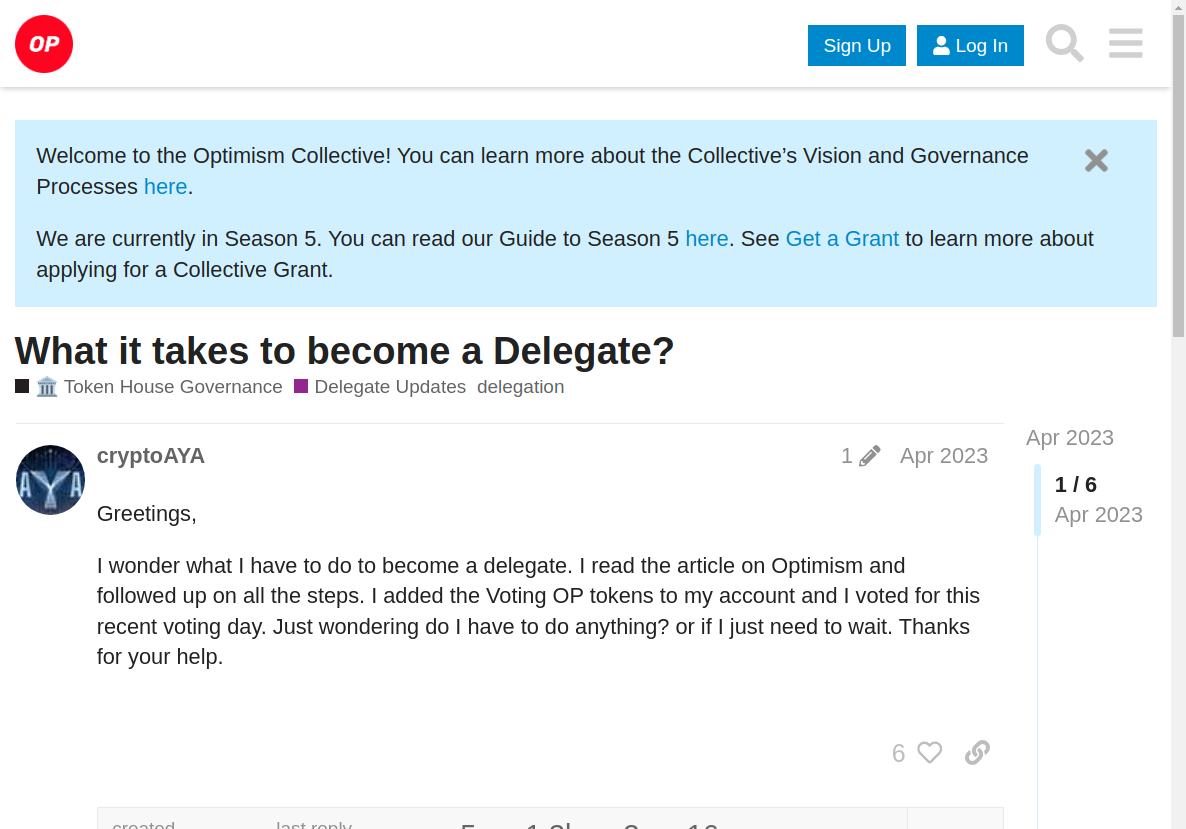 OP
Sign Up
Log In
Welcome to the Optimism Collective! You can learn more about the Collective’s Vision and Governance
Processes here.
We are currently in Season 5. You can read our Guide to Season 5 here. See Get a Grant to learn more about
applying for a Collective Grant.
What it takes to become a Delegate?
Token House Governance Delegate Updates delegation
Apr 2023
cryptoAYA 1 Apr 2023
AYA
1 / 6
Apr 2023
Greetings,
I wonder what I have to do to become a delegate. I read the article on Optimism and
followed up on all the steps. I added the Voting OP tokens to my account and I voted for this
recent voting day. Just wondering do I have to do anything? or if I just need to wait. Thanks
for your help.
6
created last reply